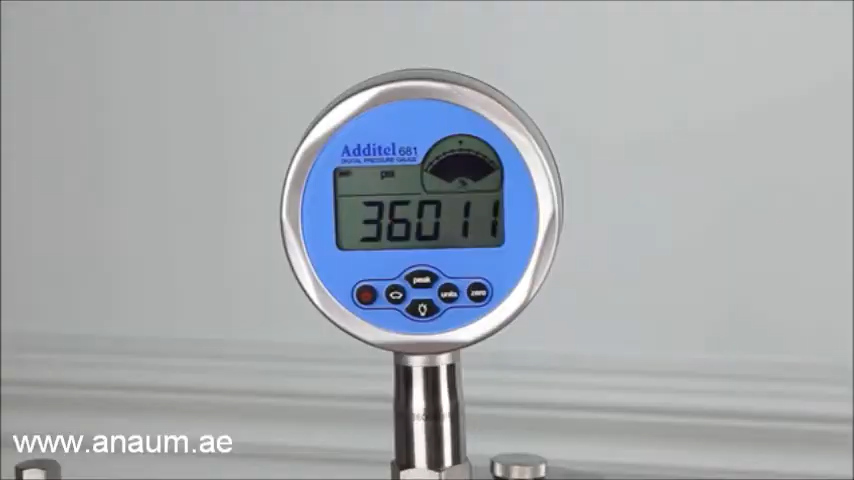 Additel 681
DIGITAL PRESSURE GAUGE
psi
36011
peak
units
zero
www.anaum.ae